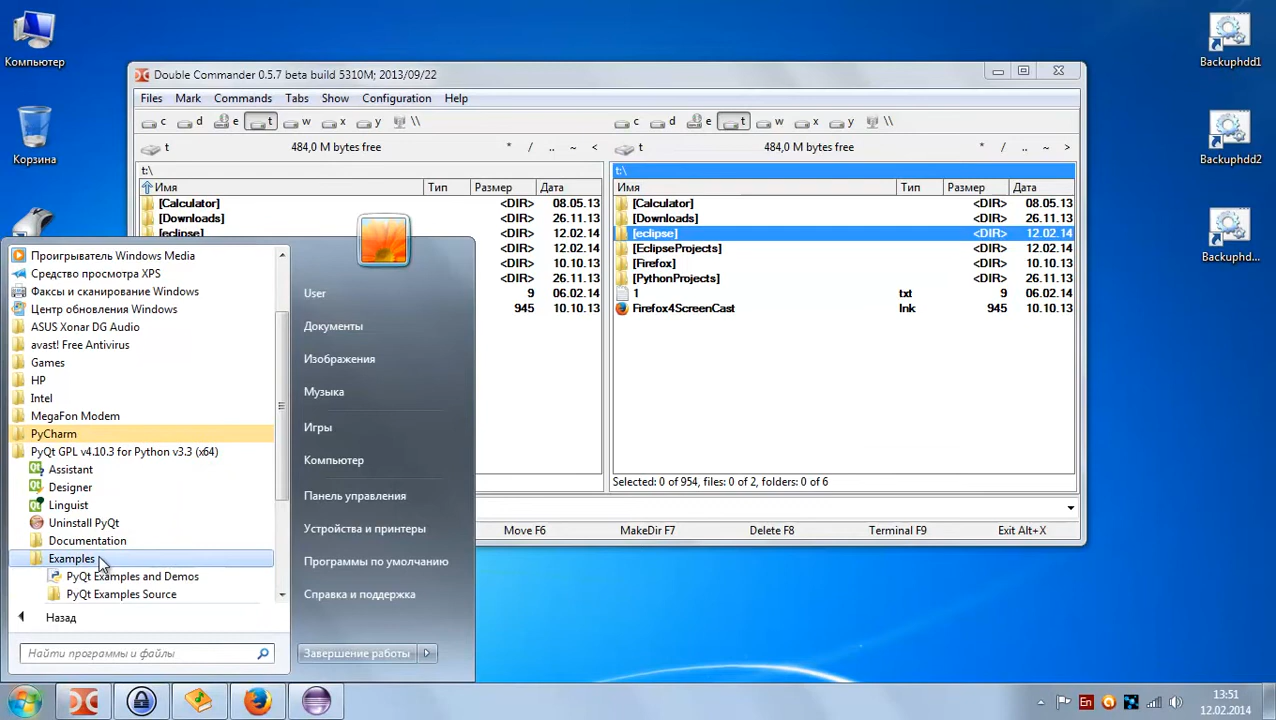 Компьютер
Корзина
Backuphdd1
Backuphdd2
Backuphd...
Double Commander 0.5.7 beta build 5310M; 2013/09/22
Files Mark Commands Tabs Show Configuration Help
c d e t w x y \\
c d e t w x y \\
t 484,0 M bytes free * / .. ~ <
t 484,0 M bytes free * / .. ~ >
t:\
t:\
Имя Тип Размер Дата
Имя Тип Размер Дата
[Calculator] <DIR> 08.05.13
[Downloads] <DIR> 26.11.13
[eclipse] <DIR> 12.02.14
<DIR> 12.02.14
<DIR> 10.10.13
<DIR> 26.11.13
9 06.02.14
945 10.10.13
[Calculator] <DIR> 08.05.13
[Downloads] <DIR> 26.11.13
[eclipse] <DIR> 12.02.14
[EclipseProjects] <DIR> 12.02.14
[Firefox] <DIR> 10.10.13
[PythonProjects] <DIR> 26.11.13
1 txt 9 06.02.14
Firefox4ScreenCast lnk 945 10.10.13
Selected: 0 of 954, files: 0 of 2, folders: 0 of 6
Move F6 MakeDir F7 Delete F8 Terminal F9 Exit Alt+X
Проигрыватель Windows Media
Средство просмотра XPS
Факсы и сканирование Windows
Центр обновления Windows
ASUS Xonar DG Audio
avast! Free Antivirus
Games
HP
Intel
MegaFon Modem
PyCharm
PyQt GPL v4.10.3 for Python v3.3 (x64)
Assistant
Designer
Linguist
Uninstall PyQt
Documentation
Examples
PyQt Examples and Demos
PyQt Examples Source
Назад
Найти программы и файлы
User
Документы
Изображения
Музыка
Игры
Компьютер
Панель управления
Устройства и принтеры
Программы по умолчанию
Справка и поддержка
Завершение работы
En
13:51
12.02.2014